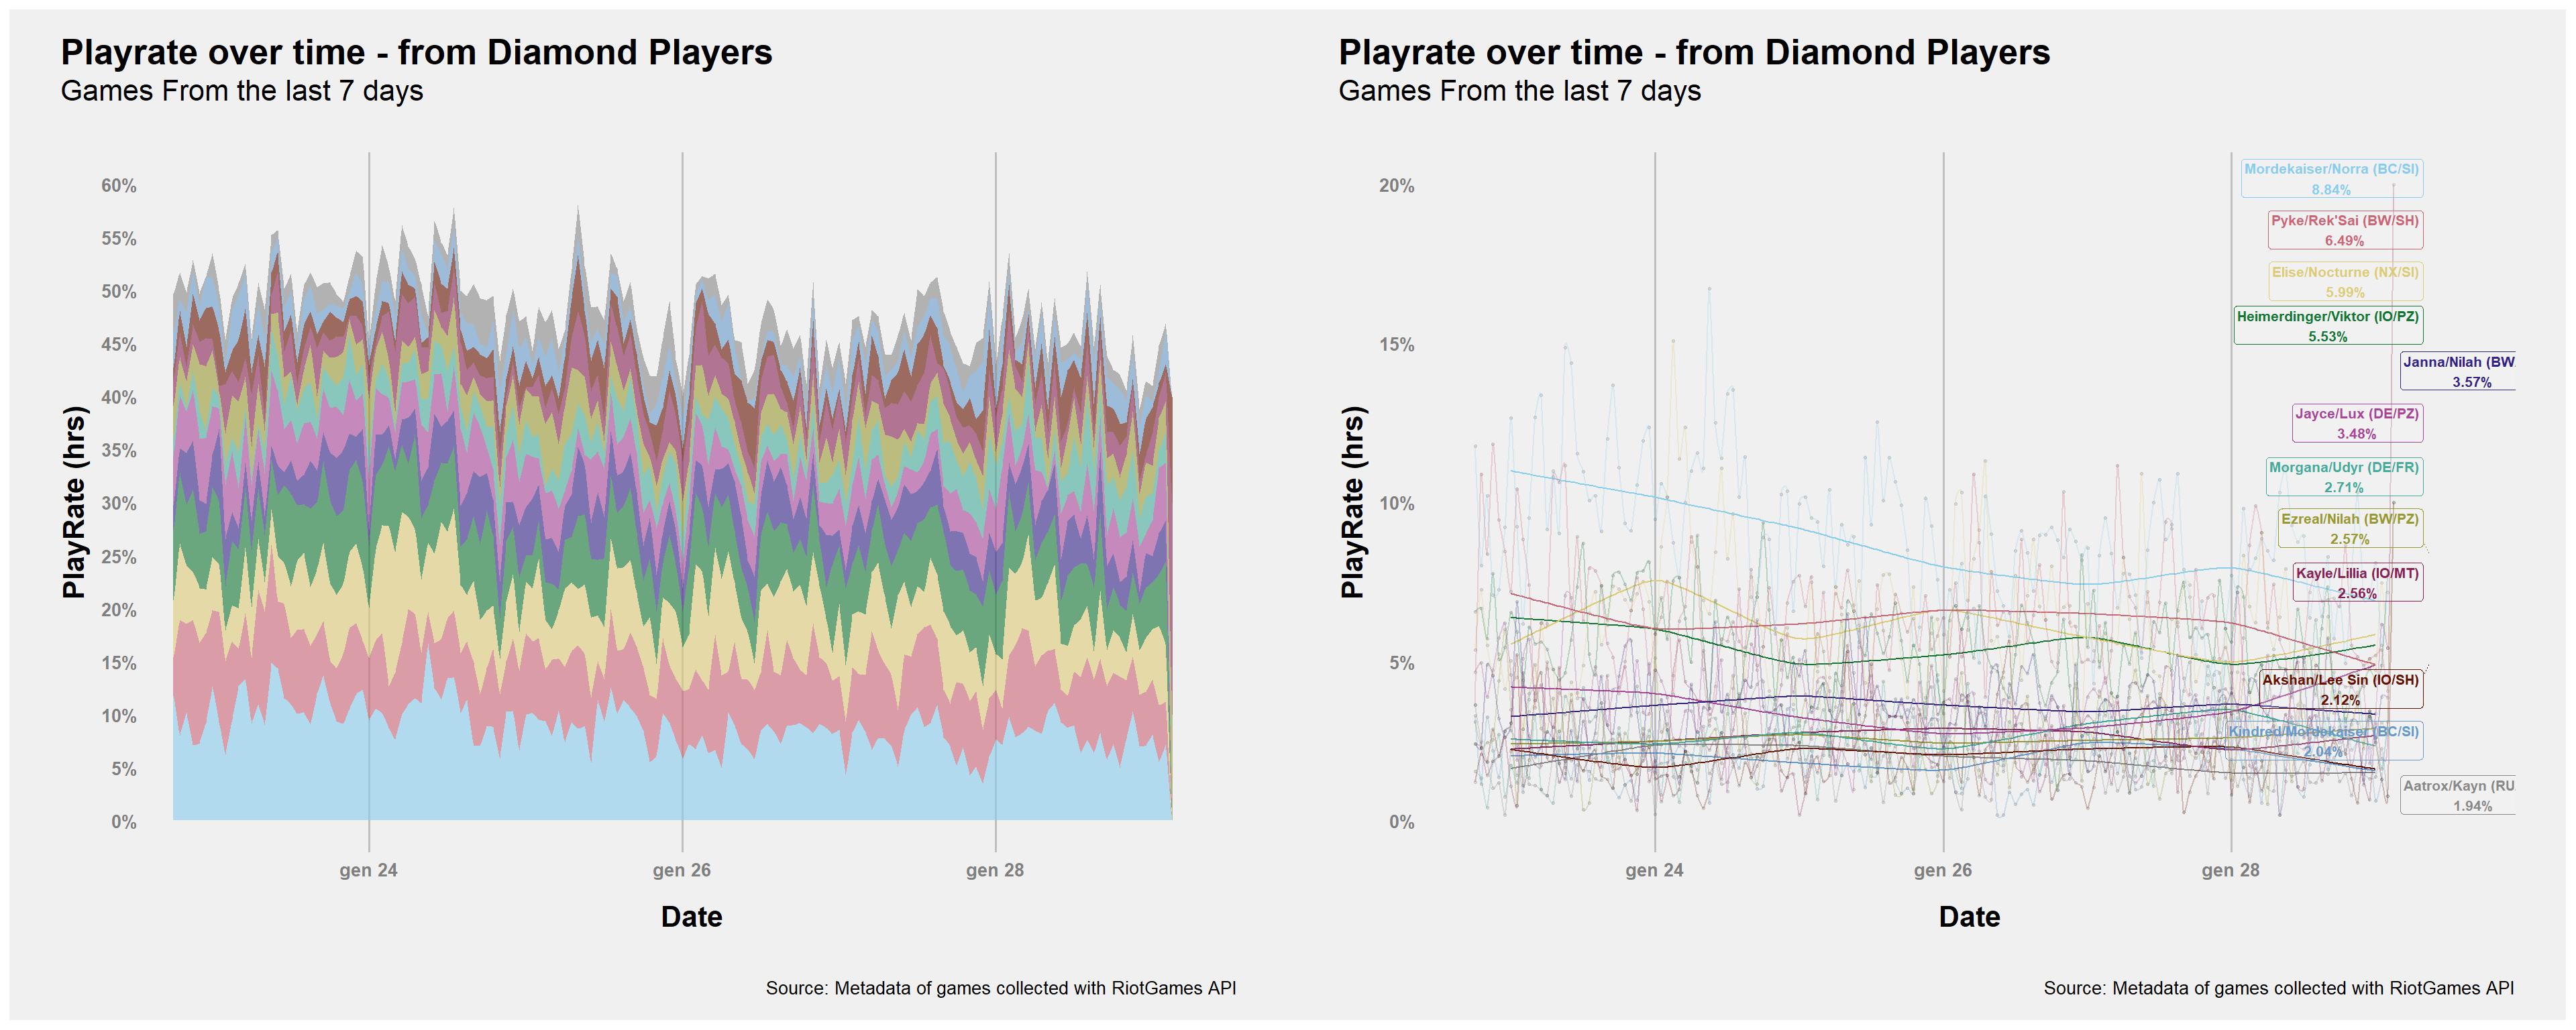 Playrate over time - from Diamond Players
Games From the last 7 days
PlayRate (hrs)
60%
55%
50%
45%
40%
35%
30%
25%
20%
15%
10%
5%
0%
gen 24
gen 26
gen 28
Date
Source: Metadata of games collected with RiotGames API
Playrate over time - from Diamond Players
Games From the last 7 days
PlayRate (hrs)
20%
15%
10%
5%
0%
Mordekaiser/Norra (BC/SI)
8.84%
Pyke/Rek'Sai (BW/SH)
6.49%
Elise/Nocturne (NX/SI)
5.99%
Heimerdinger/Viktor (IO/PZ)
5.53%
Janna/Nilah (BW
3.57%
Jayce/Lux (DE/PZ)
3.48%
Morgana/Udyr (DE/FR)
2.71%
Ezreal/Nilah (BW/PZ)
2.57%
Kayle/Lillia (IO/MT)
2.56%
Akshan/Lee Sin (IO/SH)
2.12%
Kindred/Mordekaiser (BC/SI)
2.04%
Aatrox/Kayn (RU
1.94%
gen 24
gen 26
gen 28
Date
Source: Metadata of games collected with RiotGames API